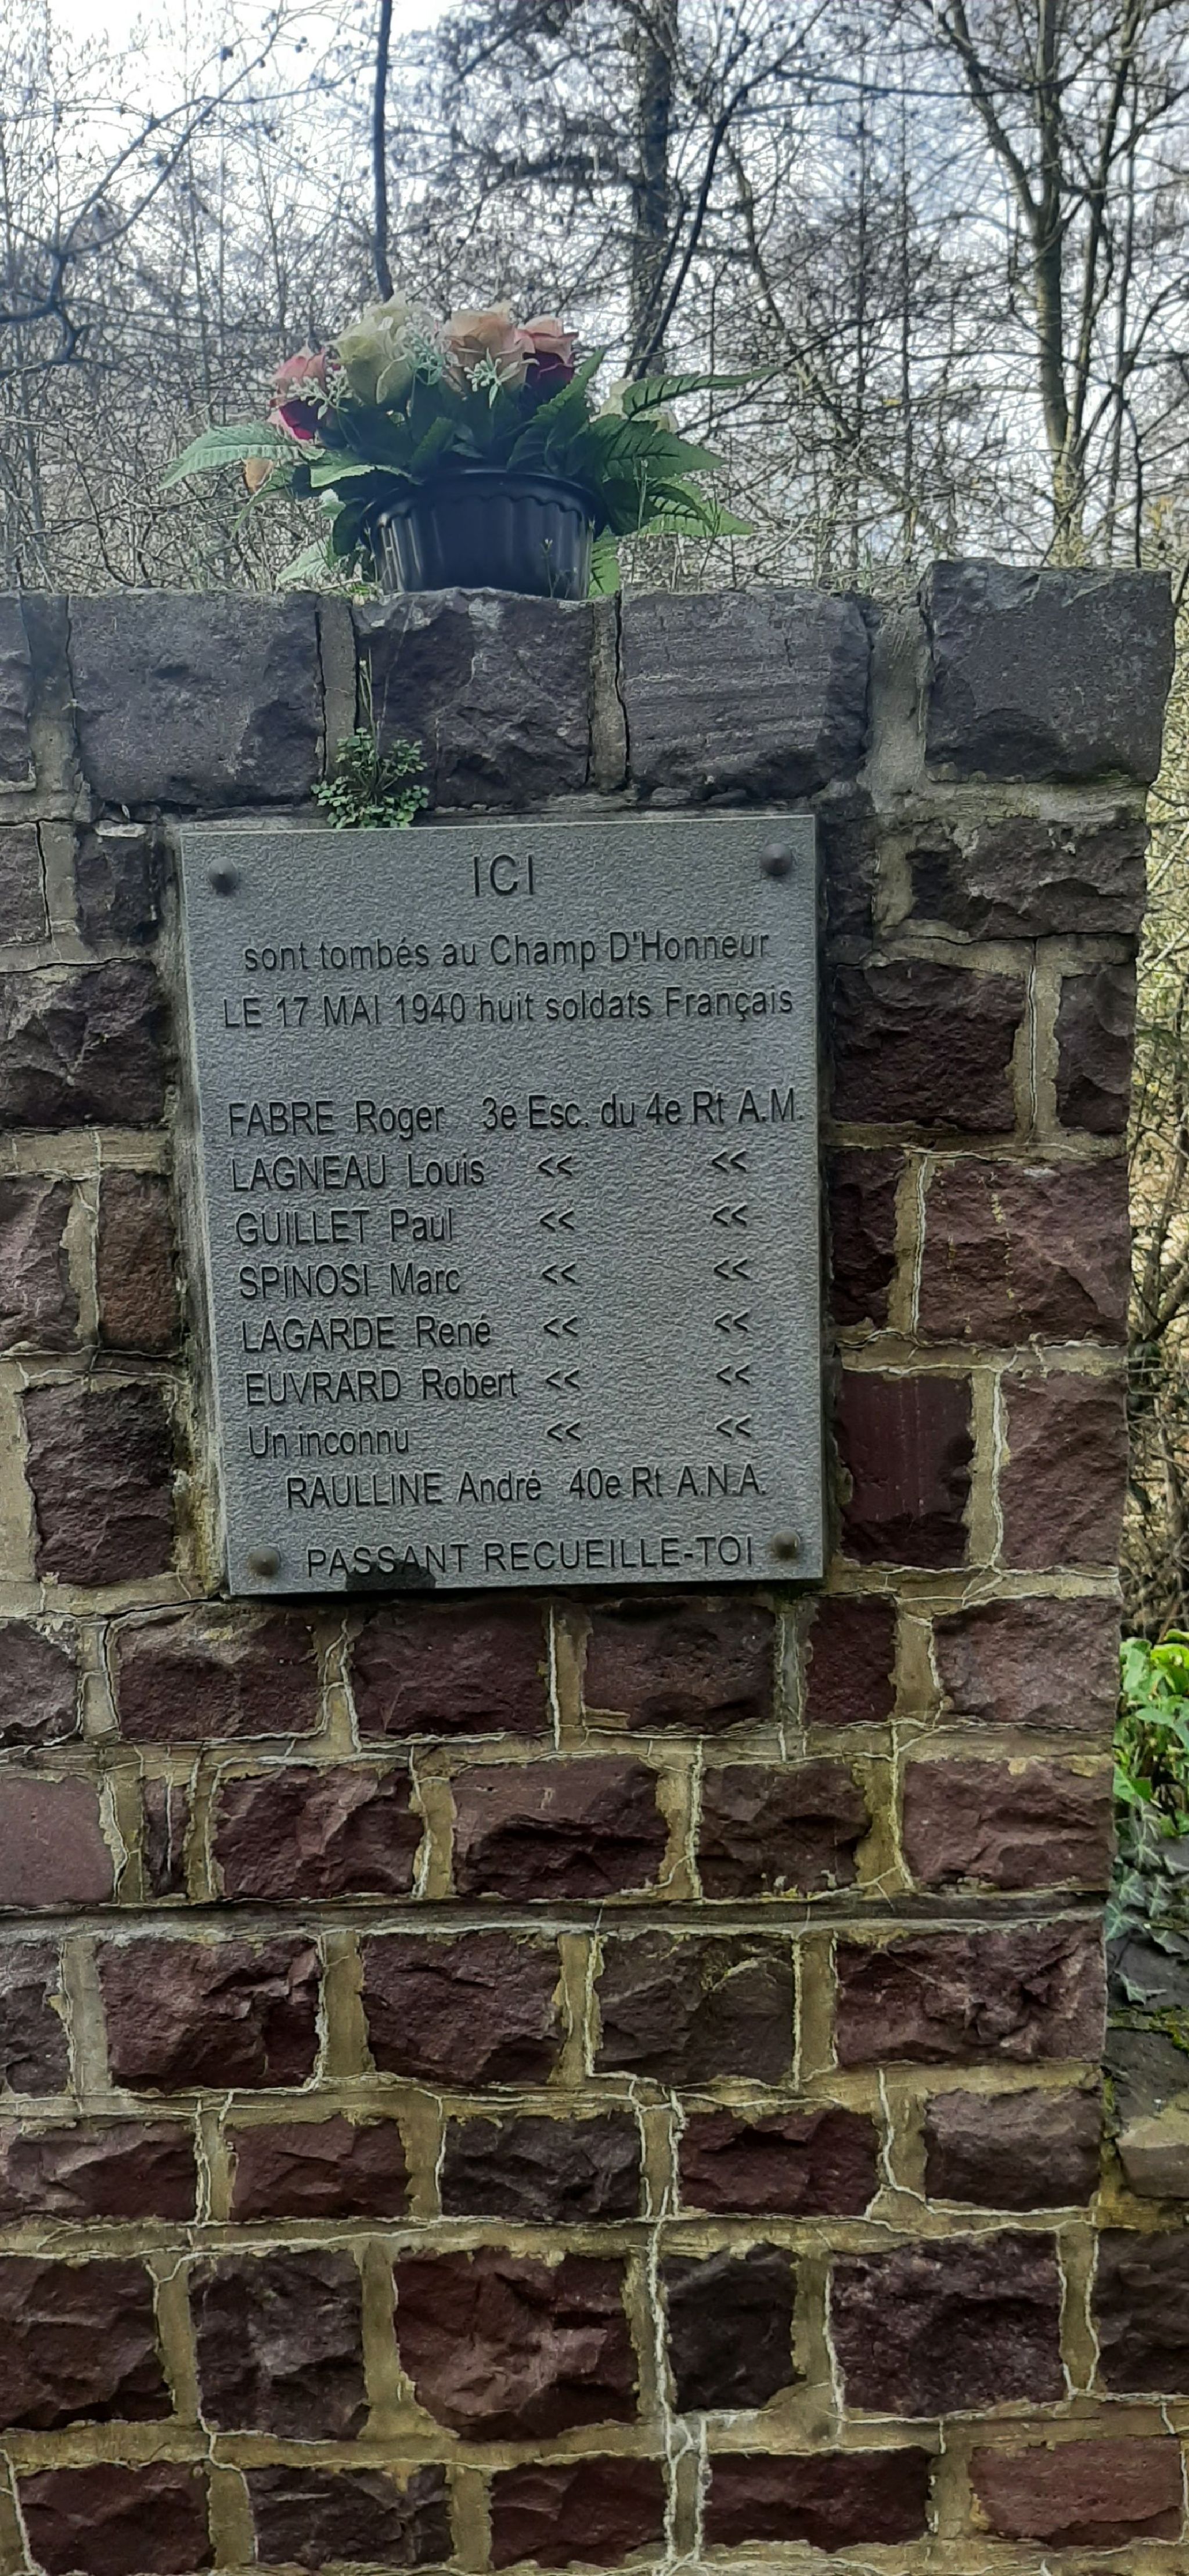 ICI
sont tombés au Champ D'Honneur
LE 17 MAI 1940 huit soldats Français
FABRE Roger 3e Esc. du 4e Rt A.M.
LAGNEAU Louis << <<
GUILLET Paul << <<
SPINOSI Marc << <<
LAGARDE René << <<
EUVRARD Robert << <<
Un inconnu << <<
RAULLINE André 40e Rt A.N.A.
PASSANT RECUEILLE-TOI